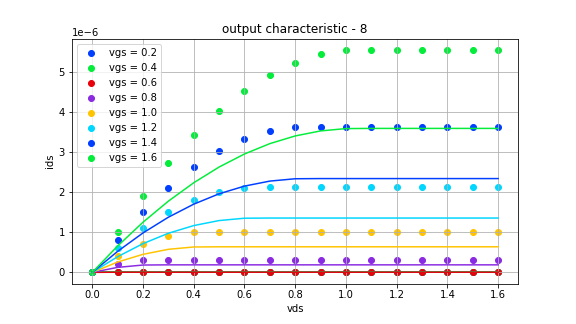 output characteristic - 8
1e−6
vgs = 0.2
vgs = 0.4
vgs = 0.6
vgs = 0.8
vgs = 1.0
vgs = 1.2
vgs = 1.4
vgs = 1.6
5
4
3
2
1
0
ids
0.0 0.2 0.4 0.6 0.8 1.0 1.2 1.4 1.6
vds